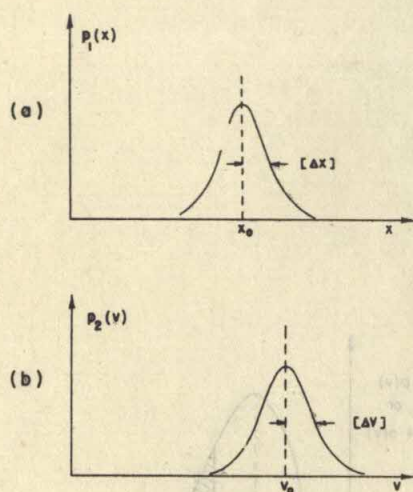 p₁(x)
(a)
[ΔX]
x₀
x
p₂(v)
(b)
[ΔV]
v₀
v